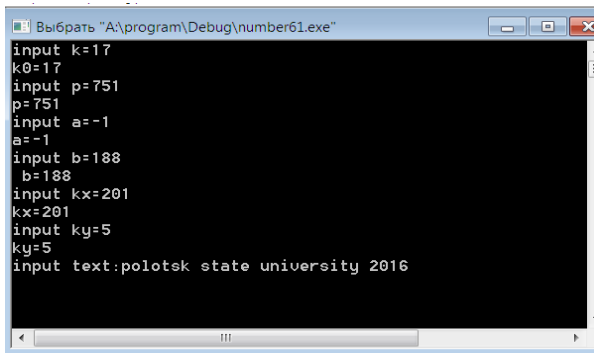 Выбрать "A:\program\Debug\number61.exe"
input k=17
k0=17
input p=751
p=751
input a=-1
a=-1
input b=188
b=188
input kx=201
kx=201
input ky=5
ky=5
input text:polotsk state university 2016